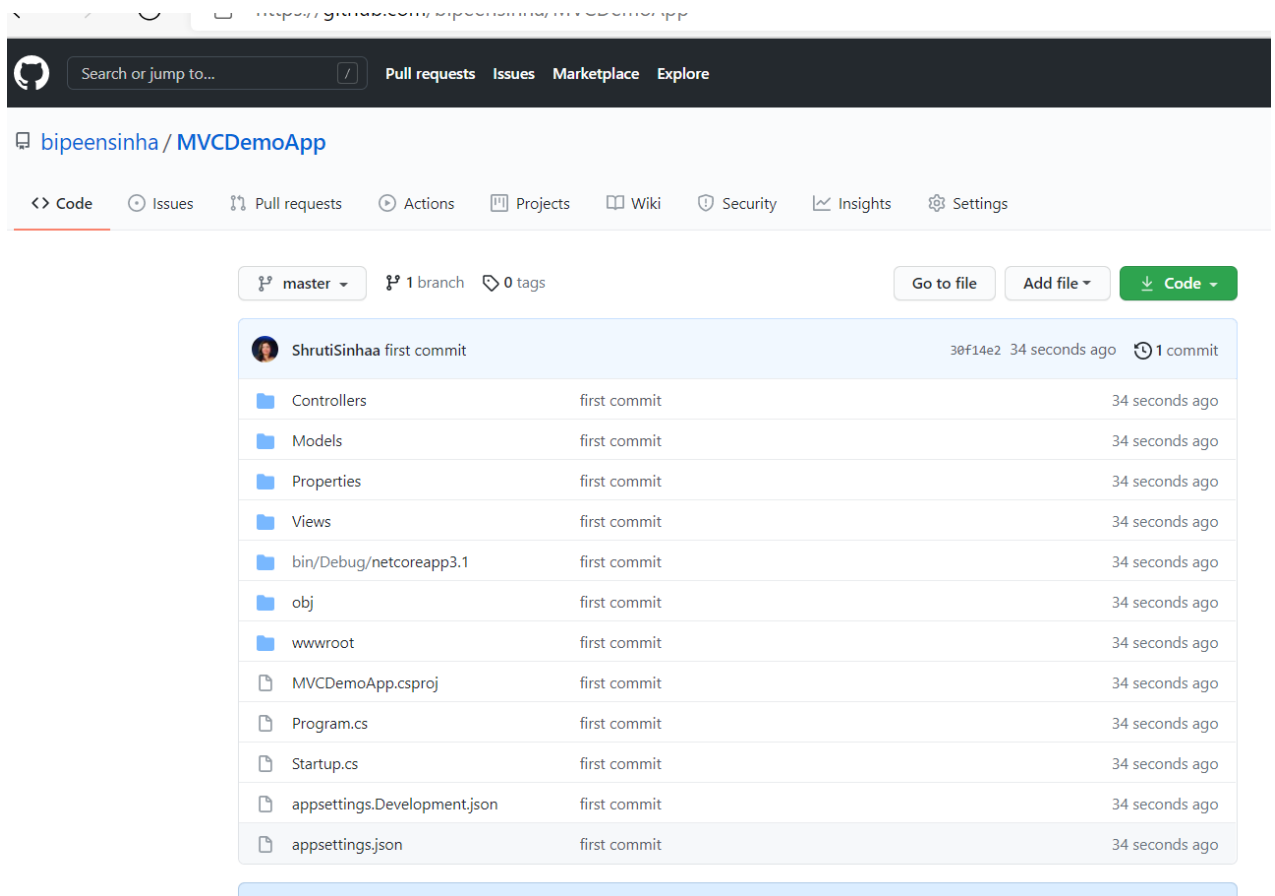 https://github.com/bipeensinha/MVCDemoApp
Search or jump to... / Pull requests Issues Marketplace Explore
bipeensinha / MVCDemoApp
<> Code Issues Pull requests Actions Projects Wiki Security Insights Settings
master 1 branch 0 tags Go to file Add file Code
ShrutiSinhaa first commit 30f14e2 34 seconds ago 1 commit
Controllers first commit 34 seconds ago
Models first commit 34 seconds ago
Properties first commit 34 seconds ago
Views first commit 34 seconds ago
bin/Debug/netcoreapp3.1 first commit 34 seconds ago
obj first commit 34 seconds ago
wwwroot first commit 34 seconds ago
MVCDemoApp.csproj first commit 34 seconds ago
Program.cs first commit 34 seconds ago
Startup.cs first commit 34 seconds ago
appsettings.Development.json first commit 34 seconds ago
appsettings.json first commit 34 seconds ago